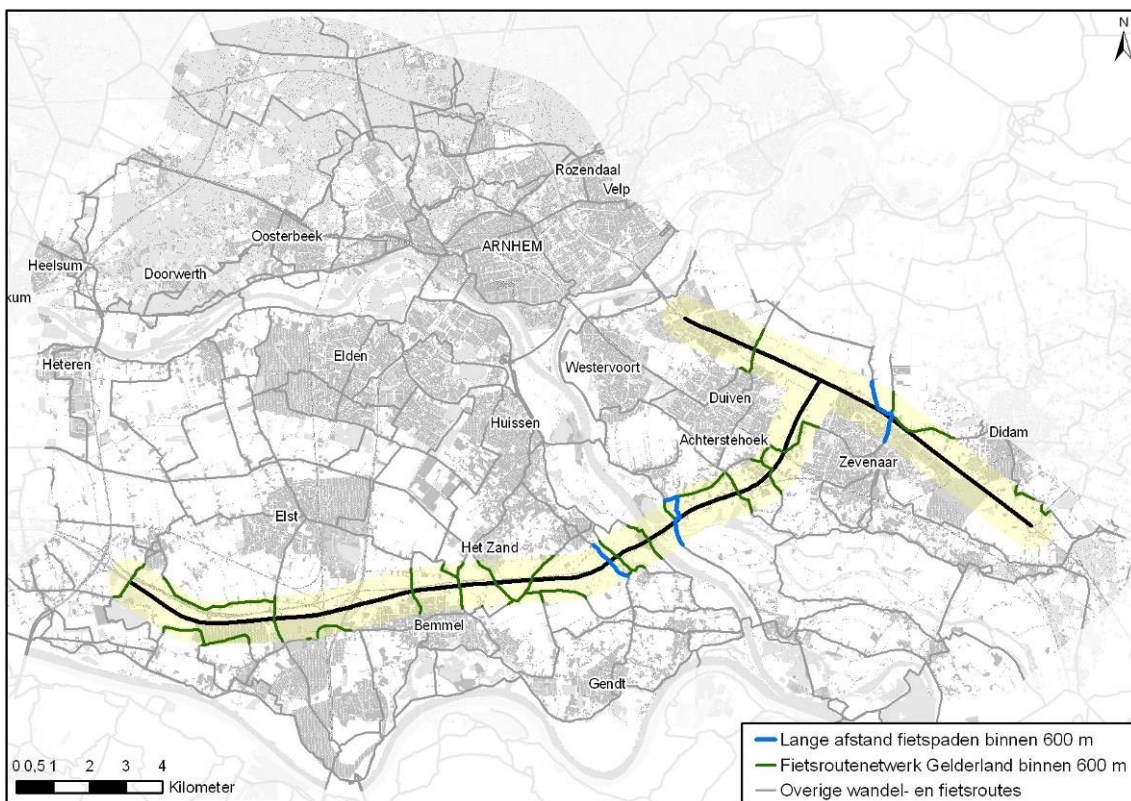 N
Rozendaal
Velp
Oosterbeek
ARNHEM
Heelsum
Doorwerth
kum
Heteren
Elden
Westervoort
Duiven
Huissen
Achterstehoek
Didam
Zevenaar
Elst
Het Zand
Bemmel
Gendt
Lange afstand fietspaden binnen 600 m
Fietsroutenetwerk Gelderland binnen 600 m
Overige wandel- en fietsroutes
0 0,5 1 2 3 4
Kilometer